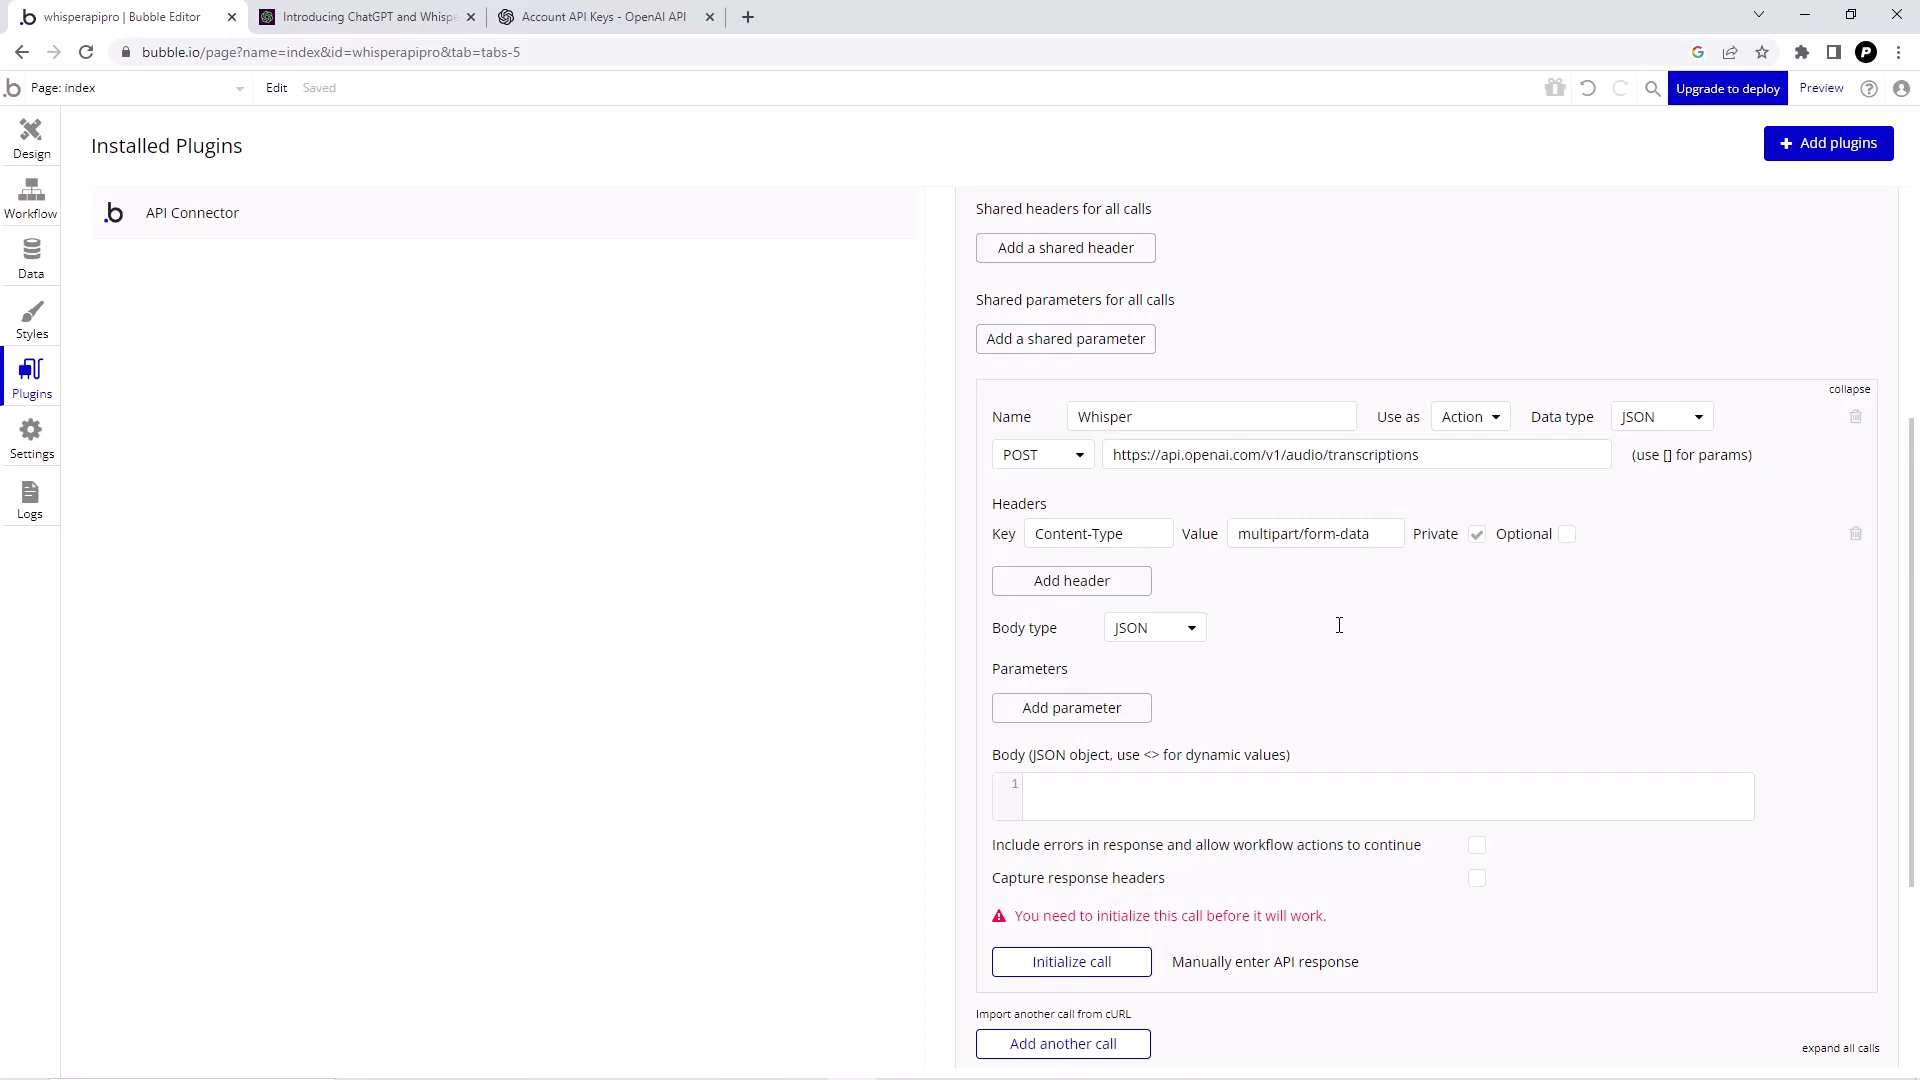 whisperapipro | Bubble Editor
Introducing ChatGPT and Whispe
Account API Keys - OpenAI API
bubble.io/page?name=index&id=whisperapipro&tab=tabs-5
P
Page: index
Edit
Saved
Upgrade to deploy
Preview
Design
Workflow
Data
Styles
Plugins
Settings
Logs
Installed Plugins
+ Add plugins
API Connector
Shared headers for all calls
Add a shared header
Shared parameters for all calls
Add a shared parameter
collapse
Name Whisper Use as Action Data type JSON
POST https://api.openai.com/v1/audio/transcriptions (use [] for params)
Headers
Key Content-Type Value multipart/form-data Private Optional
Add header
Body type JSON
Parameters
Add parameter
Body (JSON object, use <> for dynamic values)
1
Include errors in response and allow workflow actions to continue
Capture response headers
You need to initialize this call before it will work.
Initialize call Manually enter API response
Import another call from cURL
Add another call
expand all calls